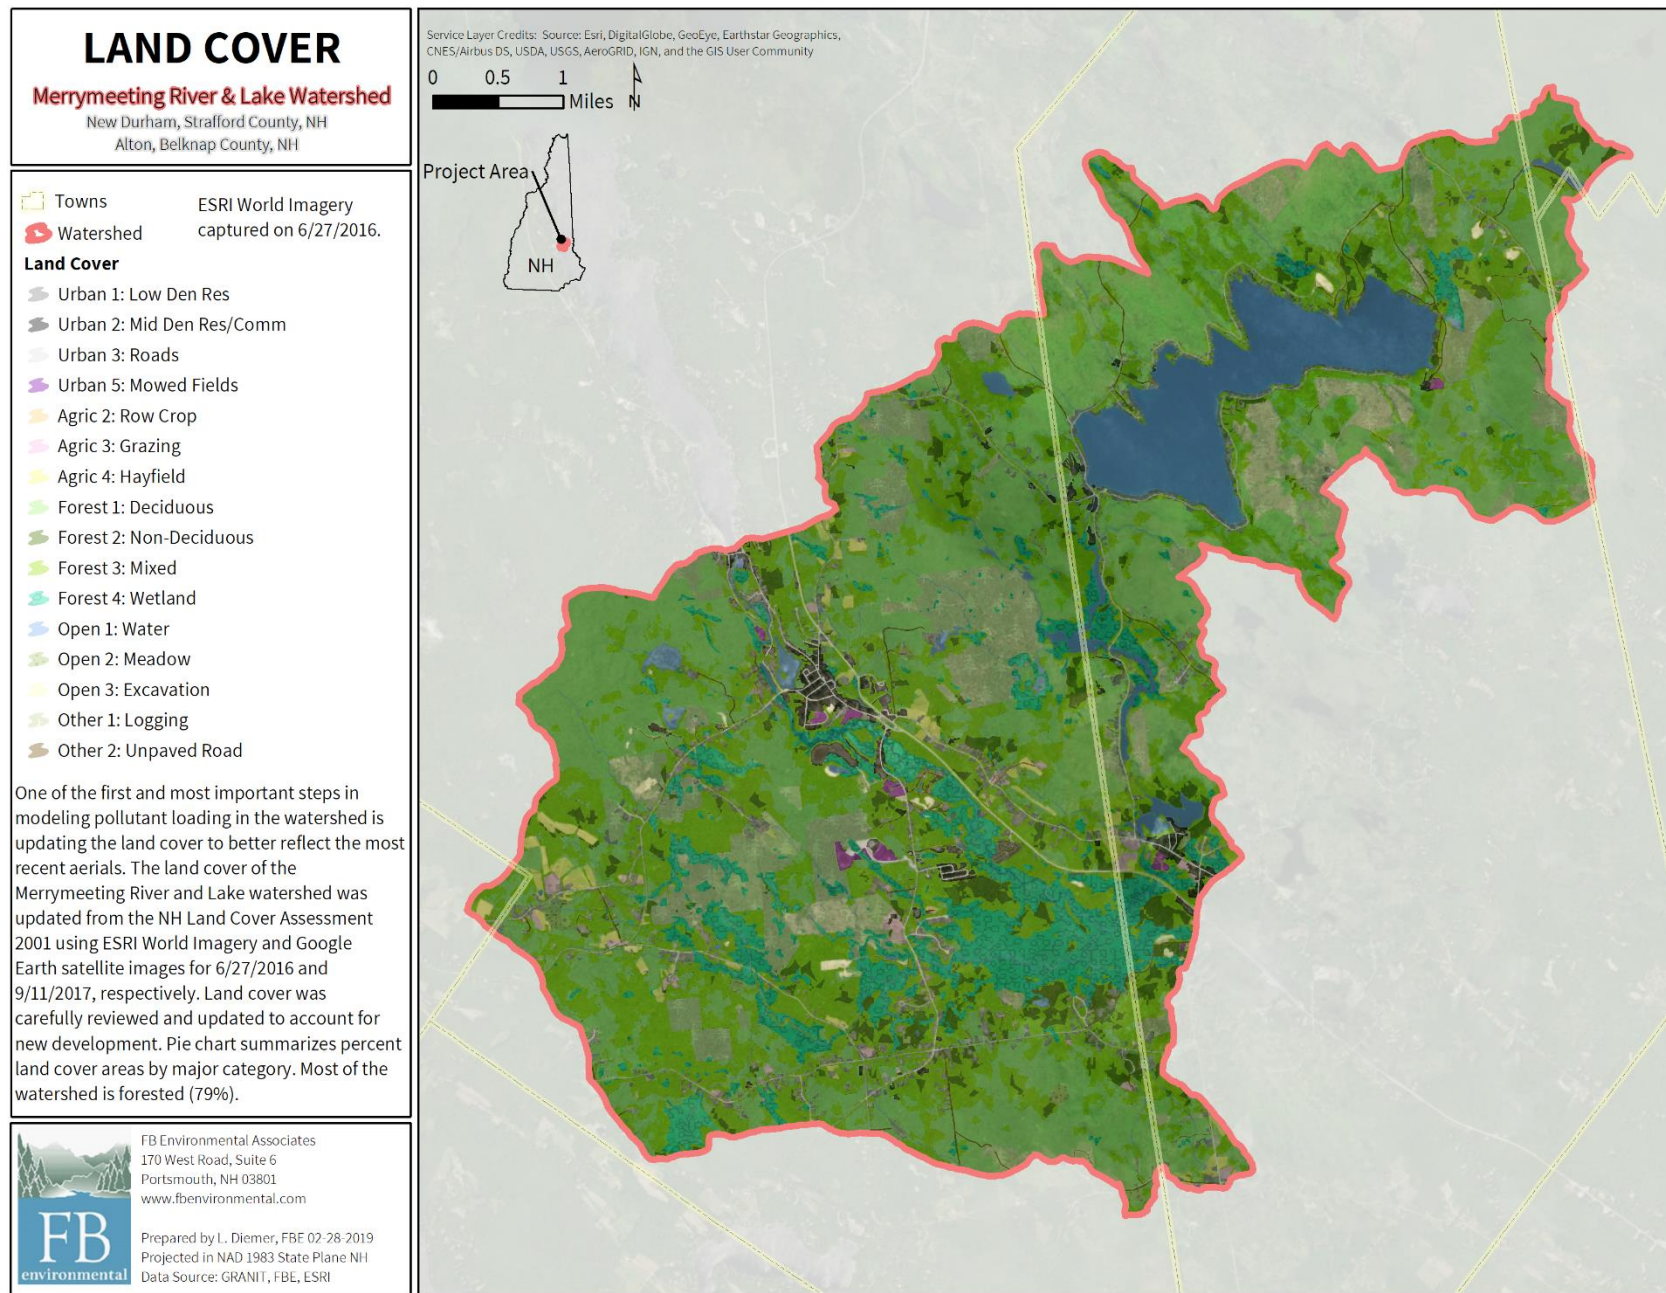 LAND COVER
Merrymeeting River & Lake Watershed
New Durham, Strafford County, NH
Alton, Belknap County, NH
Towns
Watershed
ESRI World Imagery
captured on 6/27/2016.
Land Cover
Urban 1: Low Den Res
Urban 2: Mid Den Res/Comm
Urban 3: Roads
Urban 5: Mowed Fields
Agric 2: Row Crop
Agric 3: Grazing
Agric 4: Hayfield
Forest 1: Deciduous
Forest 2: Non-Deciduous
Forest 3: Mixed
Forest 4: Wetland
Open 1: Water
Open 2: Meadow
Open 3: Excavation
Other 1: Logging
Other 2: Unpaved Road
One of the first and most important steps in
modeling pollutant loading in the watershed is
updating the land cover to better reflect the most
recent aerials. The land cover of the
Merrymeeting River and Lake watershed was
updated from the NH Land Cover Assessment
2001 using ESRI World Imagery and Google
Earth satellite images for 6/27/2016 and
9/11/2017, respectively. Land cover was
carefully reviewed and updated to account for
new development. Pie chart summarizes percent
land cover areas by major category. Most of the
watershed is forested (79%).
FB
environmental
FB Environmental Associates
170 West Road, Suite 6
Portsmouth, NH 03801
www.fbenvironmental.com
Prepared by L. Diemer, FBE 02-28-2019
Projected in NAD 1983 State Plane NH
Data Source: GRANIT, FBE, ESRI
Service Layer Credits: Source: Esri, DigitalGlobe, GeoEye, Earthstar Geographics,
CNES/Airbus DS, USDA, USGS, AeroGRID, IGN, and the GIS User Community
0 0.5 1
Miles
N
Project Area
NH